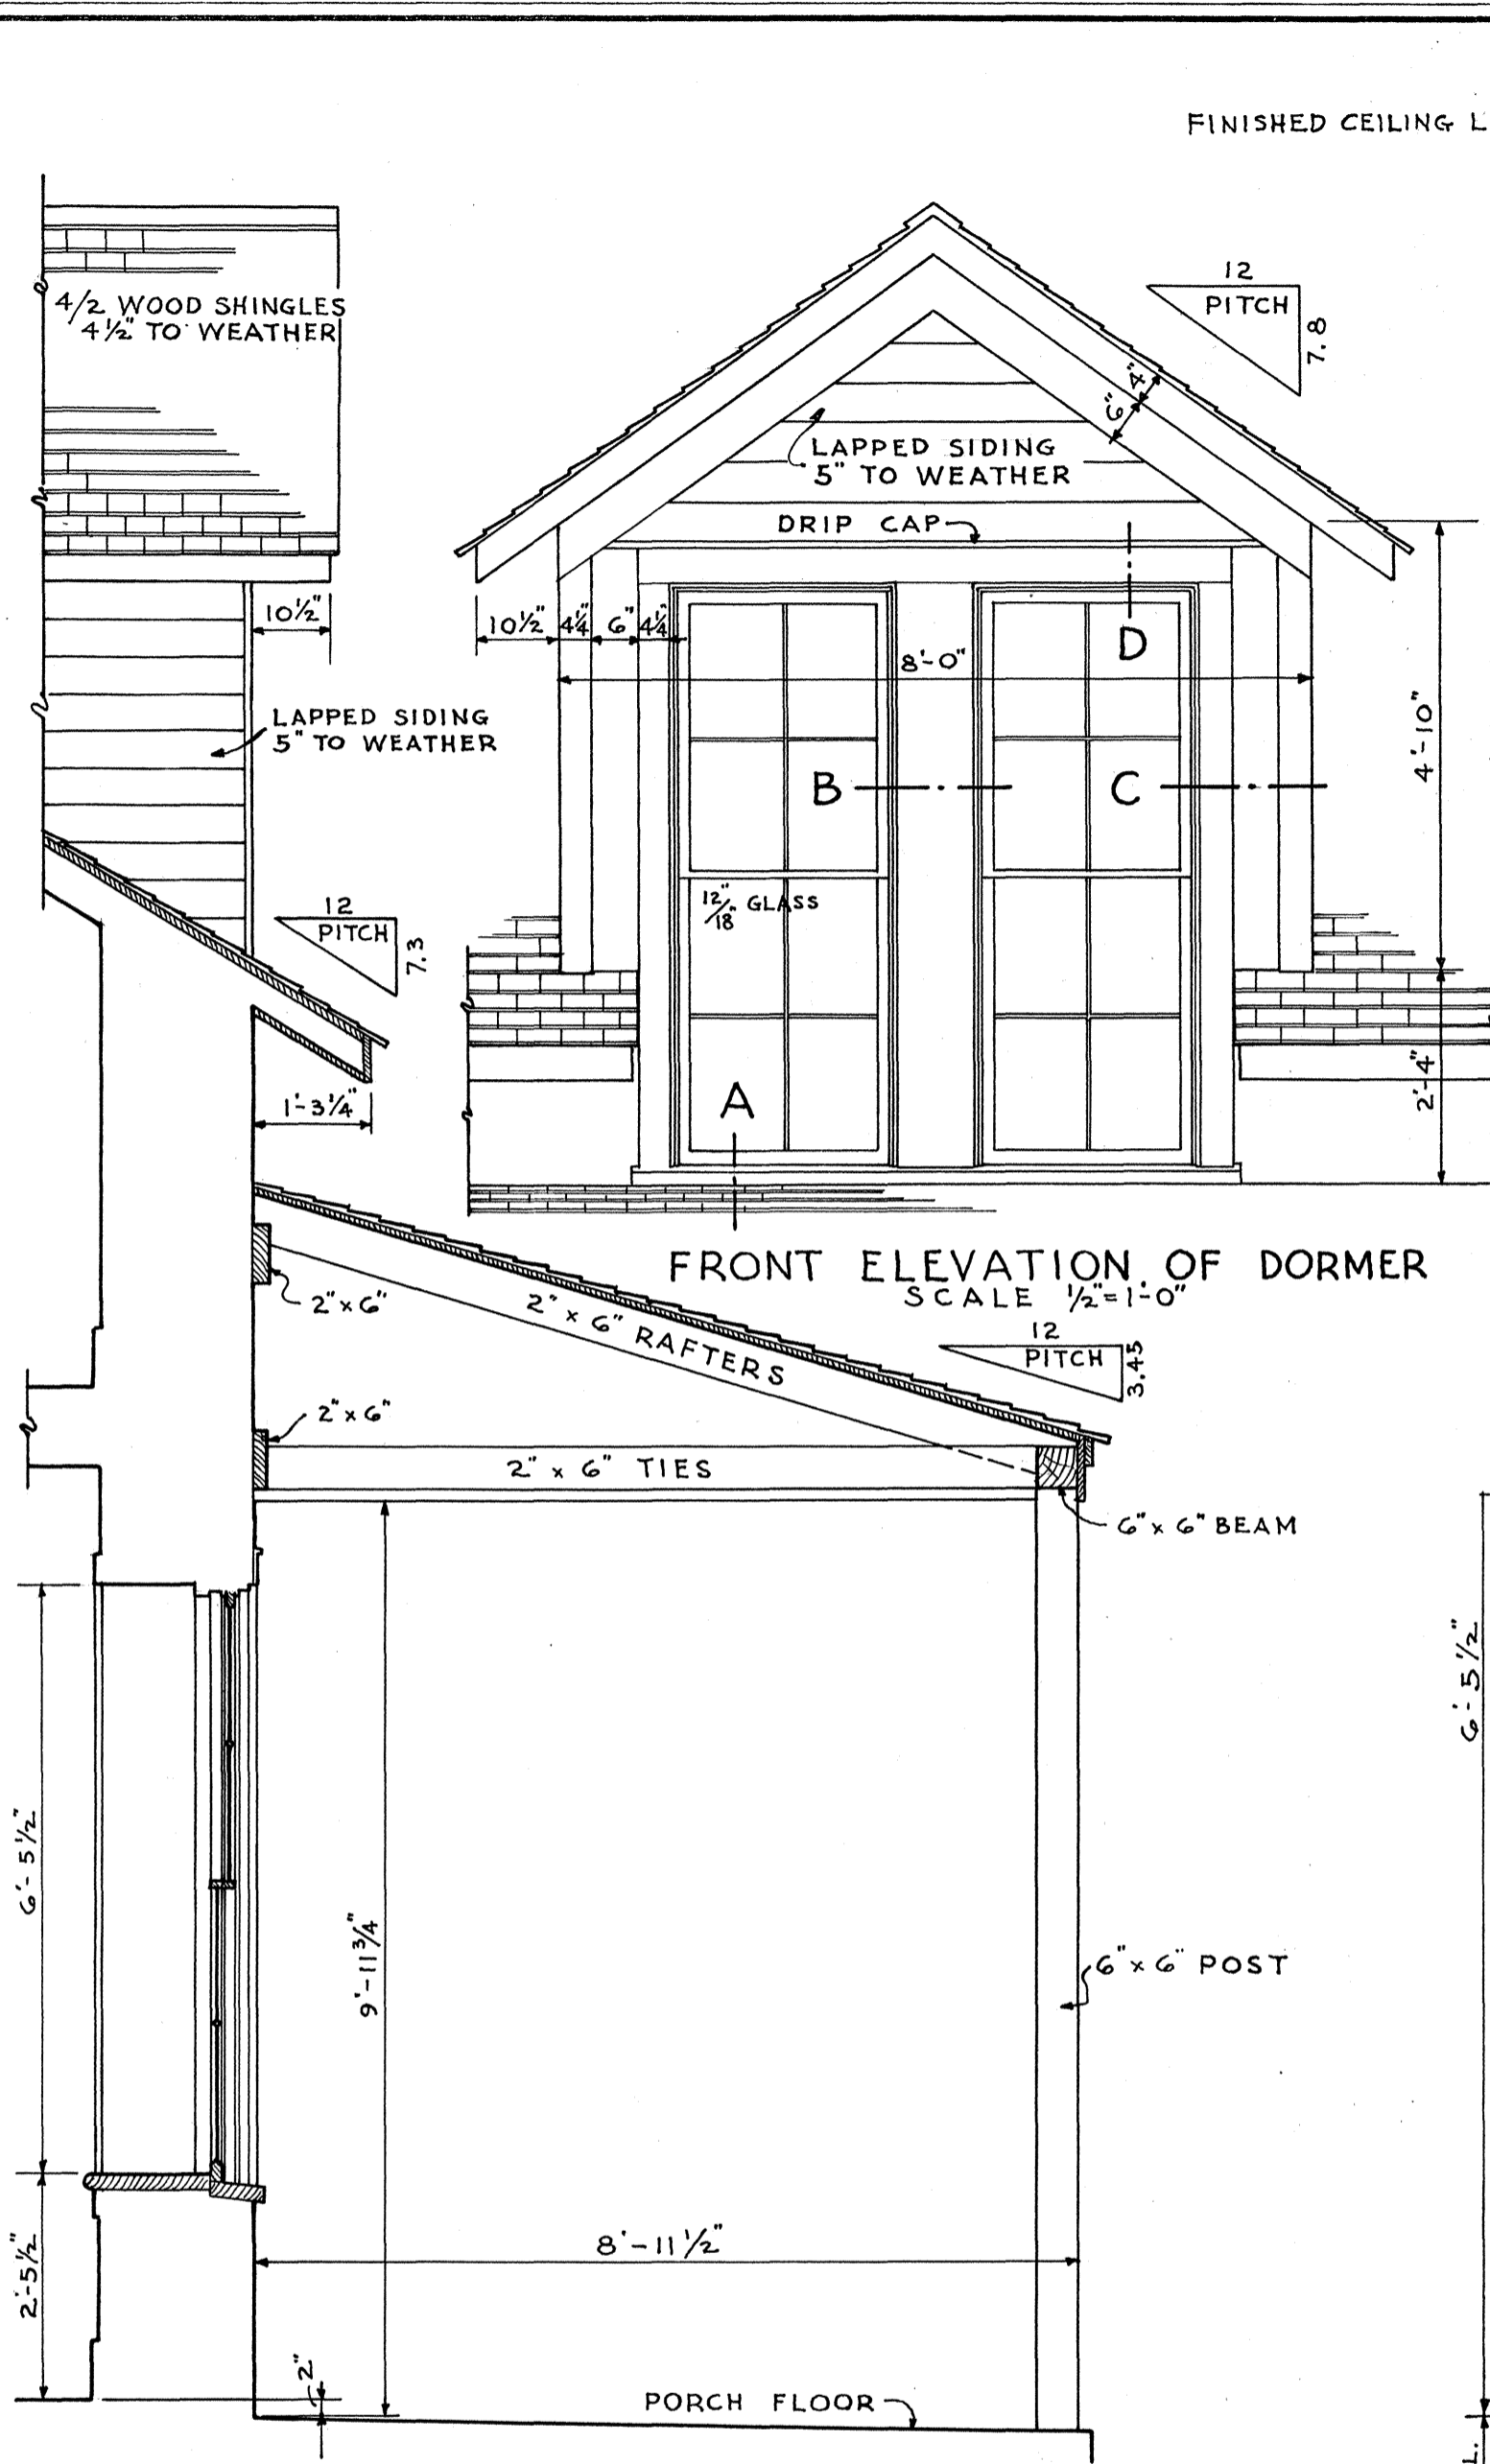 FINISHED CEILING L
4/2 WOOD SHINGLES
4½" TO WEATHER
12
PITCH
7.8
4"
6"
LAPPED SIDING
5" TO WEATHER
DRIP CAP
10½"
10½"
4¼"
6"
4¼"
8'-0"
D
LAPPED SIDING
5" TO WEATHER
4'-10"
B
C
12"/18" GLASS
12
PITCH
7.3
2'-4"
A
1'-3¼"
FRONT ELEVATION OF DORMER
SCALE ½"=1'-0"
2" x 6"
2" x 6" RAFTERS
12
PITCH
3.45
2" x 6"
2" x 6" TIES
6" x 6" BEAM
6'-5½"
6'-5½"
9'-11¾"
6" x 6" POST
8'-11½"
2'-5½"
2"
PORCH FLOOR
L.